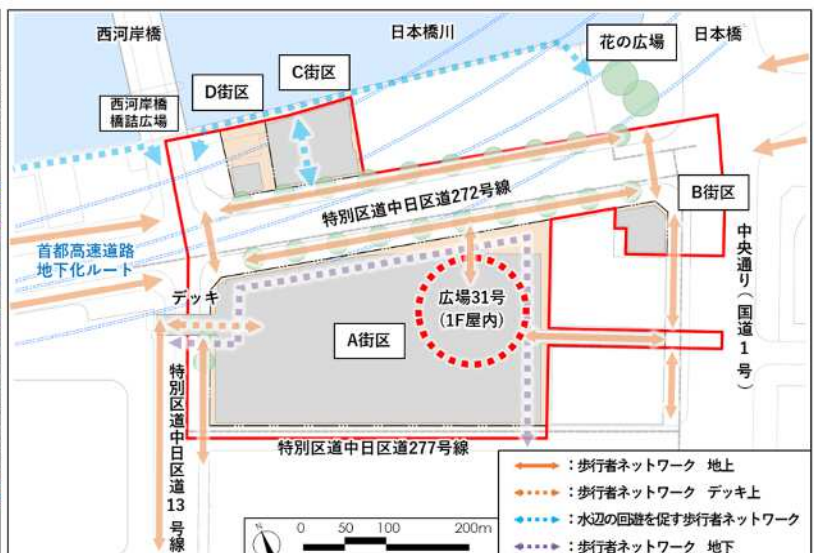 西河岸橋
日本橋川
花の広場
日本橋
C街区
D街区
西河岸橋
橋詰広場
特別区道中日区道272号線
B街区
首都高速道路
地下化ルート
中央通り(国道1号)
デッキ
広場31号
(1F屋内)
A街区
特別区道中日区道13号線
特別区道中日区道277号線
:歩行者ネットワーク 地上
:歩行者ネットワーク デッキ上
:水辺の回遊を促す歩行者ネットワーク
:歩行者ネットワーク 地下
N
0 50 100 200m